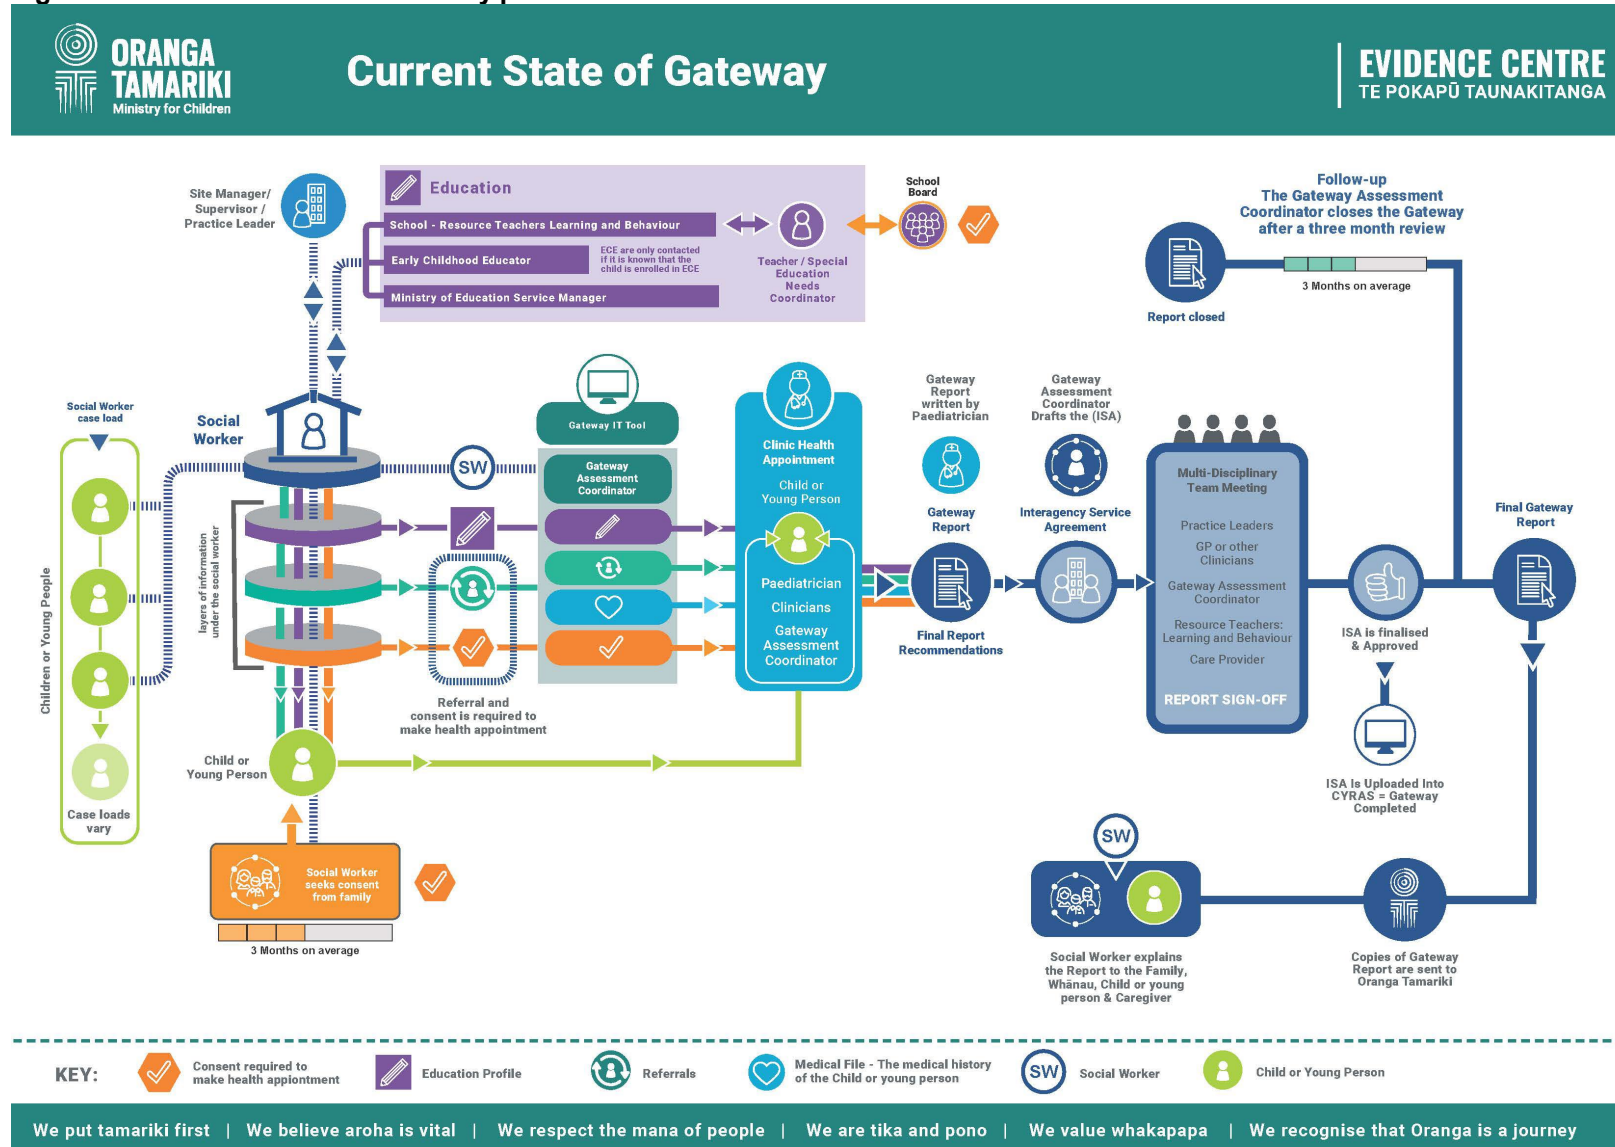 ORANGA
TAMARIKI
Ministry for Children
Current State of Gateway
EVIDENCE CENTRE
TE POKAPŪ TAUNAKITANGA
Site Manager/
Supervisor /
Practice Leader
Education
School - Resource Teachers Learning and Behaviour
Early Childhood Educator
ECE are only contacted
if it is known that the
child is enrolled in ECE
Ministry of Education Service Manager
Teacher / Special
Education
Needs
Coordinator
School
Board
Follow-up
The Gateway Assessment
Coordinator closes the Gateway
after a three month review
3 Months on average
Report closed
Social Worker
case load
Children or Young People
Case loads
vary
Social
Worker
layers of information
under the social worker
SW
Gateway IT Tool
Gateway
Assessment
Coordinator
Referral and
consent is required to
make health appointment
Child or
Young Person
Social Worker
seeks consent
from family
3 Months on average
Clinic Health
Appointment
Child or
Young Person
Paediatrician
Clinicians
Gateway
Assessment
Coordinator
Gateway
Report
written by
Paediatrician
Gateway
Report
Final Report
Recommendations
Gateway
Assessment
Coordinator
Drafts the (ISA)
Interagency Service
Agreement
Multi-Disciplinary
Team Meeting
Practice Leaders
GP or other
Clinicians
Gateway Assessment
Coordinator
Resource Teachers:
Learning and Behaviour
Care Provider
REPORT SIGN-OFF
ISA is finalised
& Approved
ISA Is Uploaded Into
CYRAS = Gateway
Completed
Final Gateway
Report
SW
Social Worker explains
the Report to the Family,
Whānau, Child or young
person & Caregiver
Copies of Gateway
Report are sent to
Oranga Tamariki
KEY:
Consent required to
make health appiontment
Education Profile
Referrals
Medical File - The medical history
of the Child or young person
SW
Social Worker
Child or Young Person
We put tamariki first | We believe aroha is vital | We respect the mana of people | We are tika and pono | We value whakapapa | We recognise that Oranga is a journey